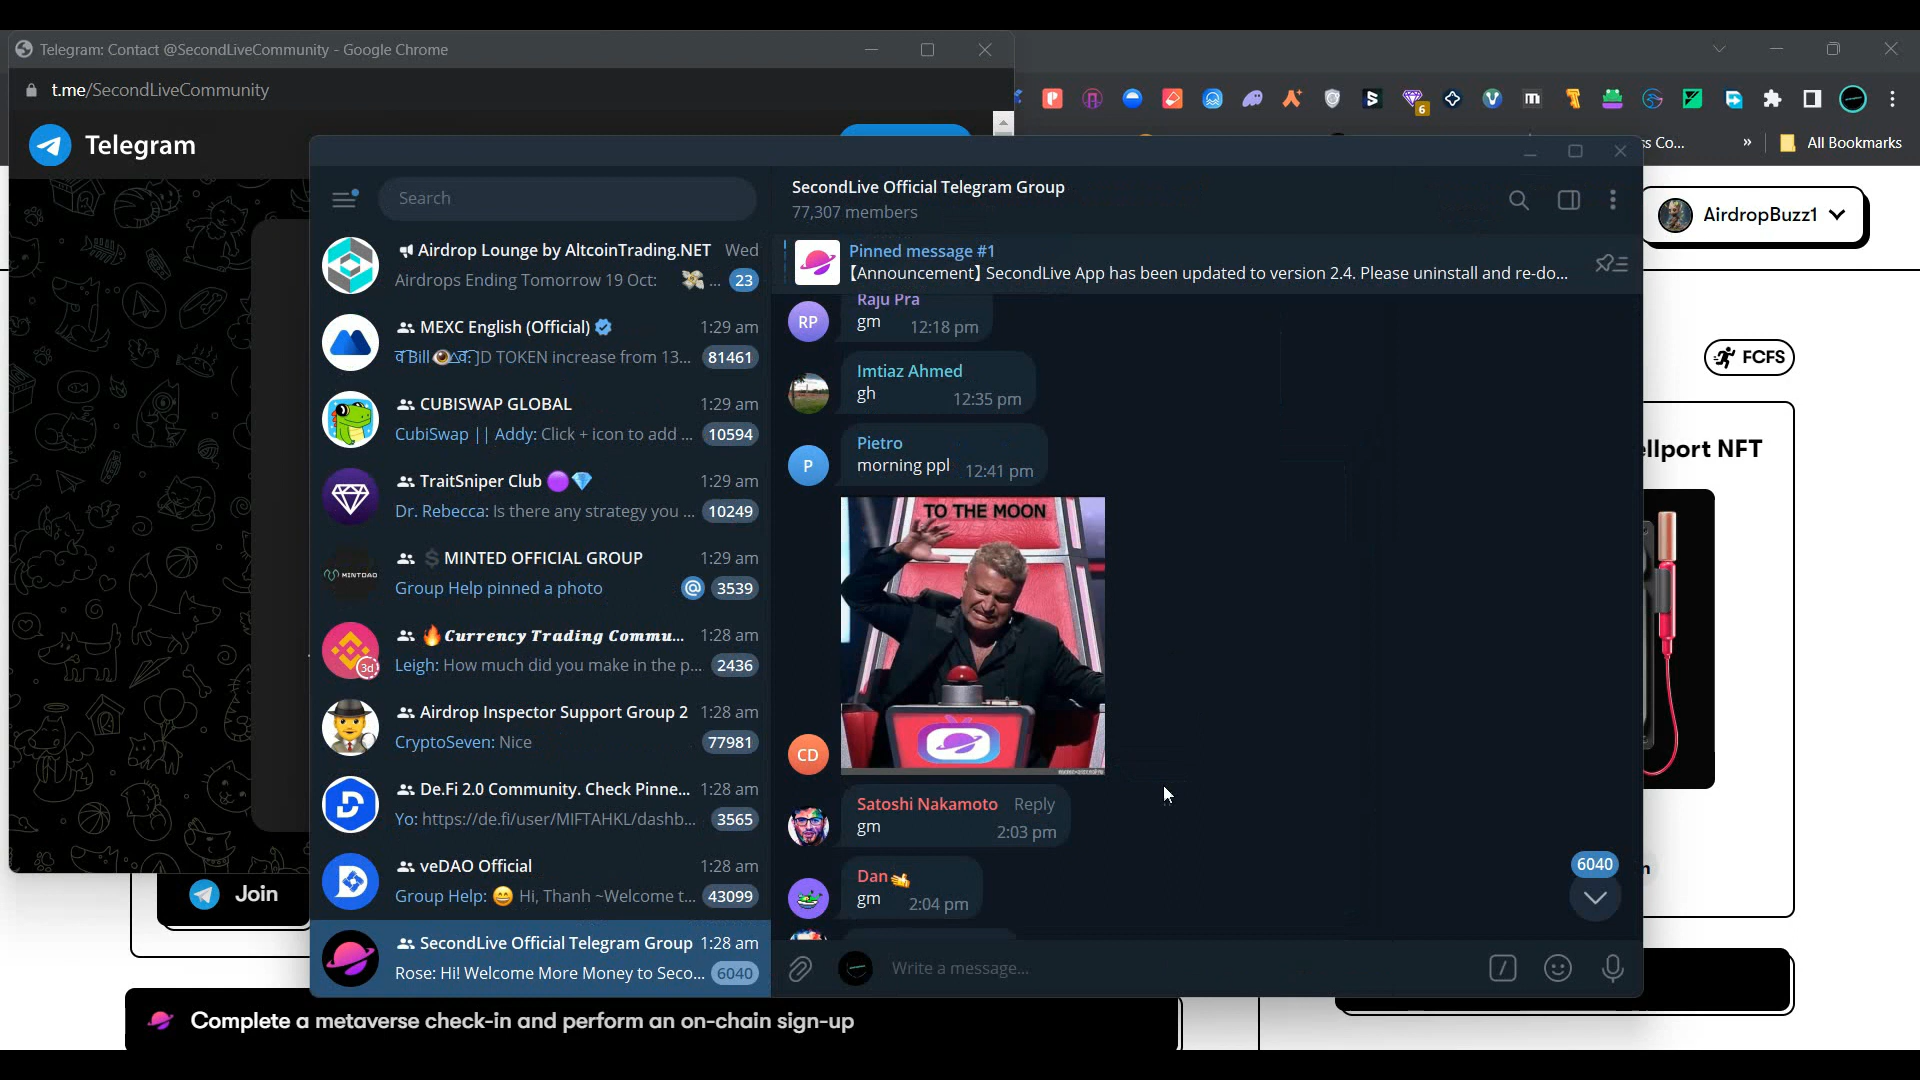 Telegram: Contact @SecondLiveCommunity - Google Chrome
t.me/SecondLiveCommunity
6
m
Telegram
ss Co...
»
All Bookmarks
AirdropBuzz1
FCFS
llport NFT
Join
Complete a metaverse check-in and perform an on-chain sign-up
Search
Airdrop Lounge by AltcoinTrading.NET Wed
Airdrops Ending Tomorrow 19 Oct: 💸 ... 23
MEXC English (Official) 1:29 am
JD TOKEN increase from 13... 81461
CUBISWAP GLOBAL 1:29 am
CubiSwap || Addy: Click + icon to add ... 10594
TraitSniper Club 🟣💎 1:29 am
Dr. Rebecca: Is there any strategy you ... 10249
MINTDAO
$ MINTED OFFICIAL GROUP 1:29 am
Group Help pinned a photo @ 3539
3d
🔥Currency Trading Commu... 1:28 am
Leigh: How much did you make in the p... 2436
Airdrop Inspector Support Group 2 1:28 am
CryptoSeven: Nice 77981
De.Fi 2.0 Community. Check Pinne... 1:28 am
Yo: https://de.fi/user/MIFTAHKL/dashb... 3565
veDAO Official 1:28 am
Group Help: 😄 Hi, Thanh ~Welcome t... 43099
SecondLive Official Telegram Group 1:28 am
Rose: Hi! Welcome More Money to Seco... 6040
SecondLive Official Telegram Group
77,307 members
Pinned message #1
【Announcement】SecondLive App has been updated to version 2.4. Please uninstall and re-do...
Raju Pra
RP
gm 12:18 pm
Imtiaz Ahmed
gh 12:35 pm
Pietro
P
morning ppl 12:41 pm
TO THE MOON
CD
Satoshi Nakamoto Reply
gm 2:03 pm
Dan
gm 2:04 pm
6040
Write a message...